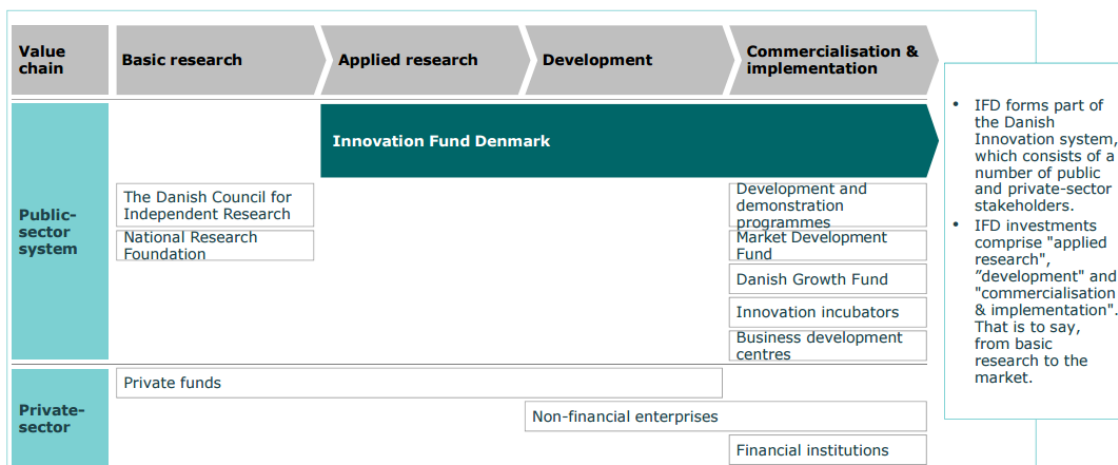 Value
chain
Basic research
Applied research
Development
Commercialisation &
implementation
Public-
sector
system
Innovation Fund Denmark
The Danish Council for
Independent Research
National Research
Foundation
Development and
demonstration
programmes
Market Development
Fund
Danish Growth Fund
Innovation incubators
Business development
centres
Private-
sector
Private funds
Non-financial enterprises
Financial institutions
• IFD forms part of
the Danish
Innovation system,
which consists of a
number of public
and private-sector
stakeholders.
• IFD investments
comprise "applied
research",
”development" and
"commercialisation
& implementation".
That is to say,
from basic
research to the
market.